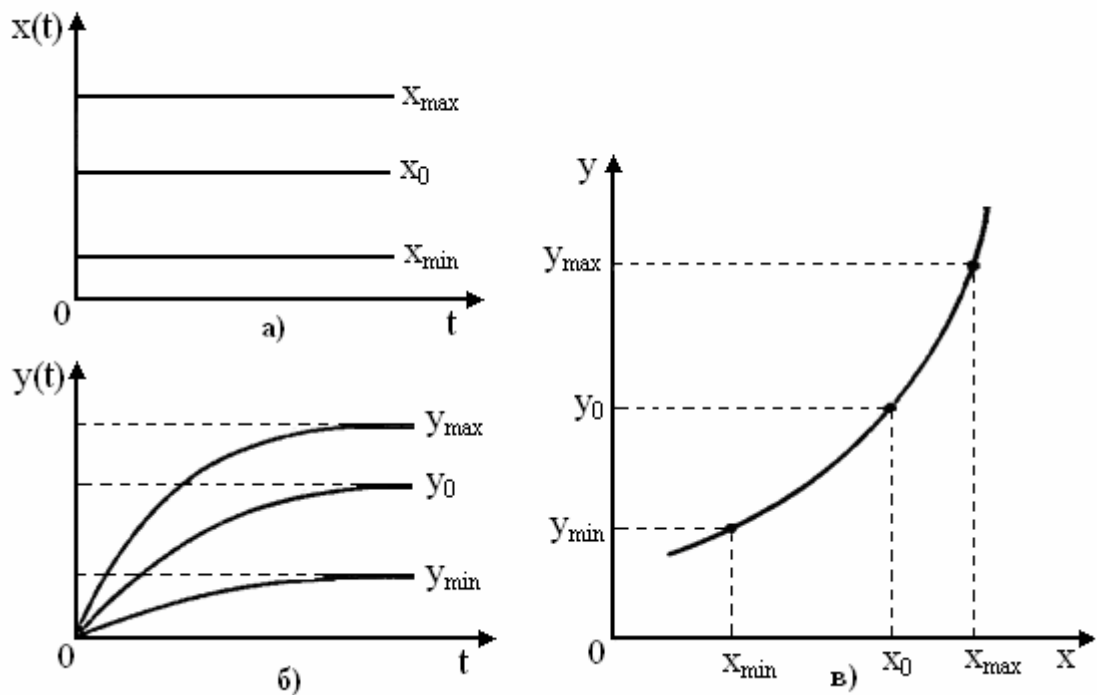 x(t)
xmax
x0
xmin
0
t
а)
y(t)
ymax
y0
ymin
0
t
б)
y
ymax
y0
ymin
0
xmin
x0
xmax
x
в)